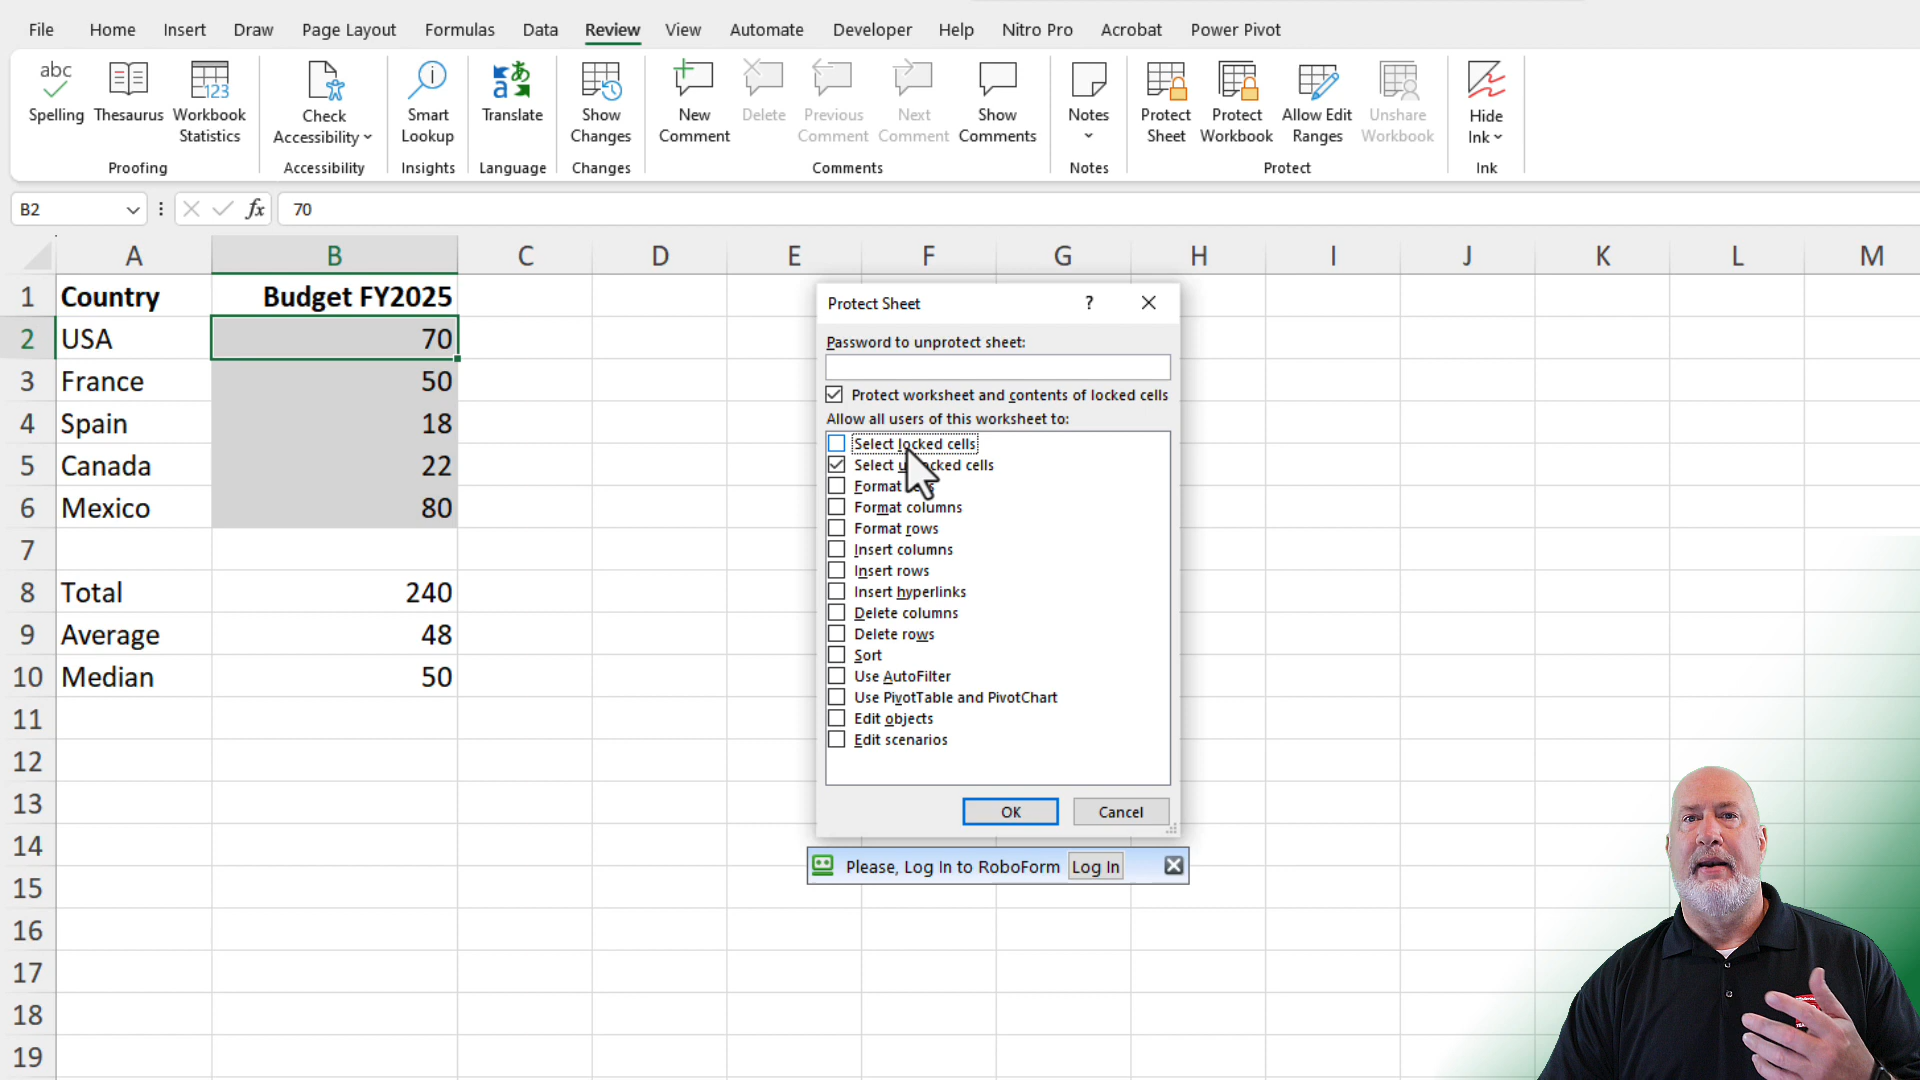 File Home Insert Draw Page Layout Formulas Data Review View Automate Developer Help Nitro Pro Acrobat Power Pivot
abc
Spelling
Thesaurus
123
Workbook
Statistics
Proofing
Check
Accessibility
Accessibility
Smart
Lookup
Insights
a あ
Translate
Language
Show
Changes
Changes
New
Comment
Delete
Previous
Comment
Next
Comment
Show
Comments
Comments
Notes
Notes
Protect
Sheet
Protect
Workbook
Allow Edit
Ranges
Unshare
Workbook
Protect
Hide
Ink
Ink
B2 fx 70
A B C D E F G H I J K L M
1 Country Budget FY2025
2 USA 70
3 France 50
4 Spain 18
5 Canada 22
6 Mexico 80
7
8 Total 240
9 Average 48
10 Median 50
11
12
13
14
15
16
17
18
19
Protect Sheet ?
Password to unprotect sheet:
Protect worksheet and contents of locked cells
Allow all users of this worksheet to:
Select locked cells
Select cells
Format
Format columns
Format rows
Insert columns
Insert rows
Insert hyperlinks
Delete columns
Delete rows
Sort
Use AutoFilter
Use PivotTable and PivotChart
Edit objects
Edit scenarios
OK Cancel
Please, Log In to RoboForm Log In